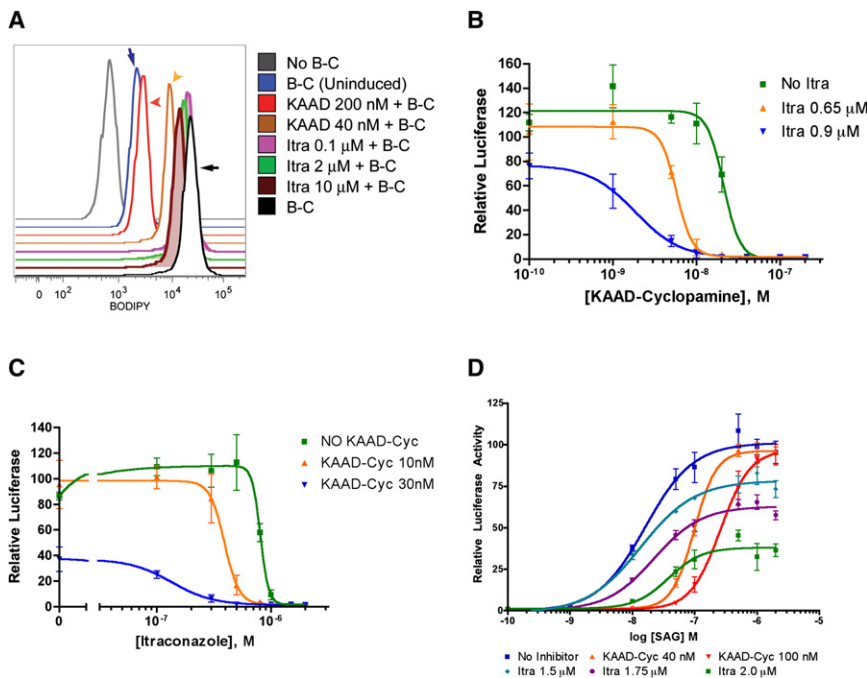 A
No B-C
B-C (Uninduced)
KAAD 200 nM + B-C
KAAD 40 nM + B-C
Itra 0.1 μM + B-C
Itra 2 μM + B-C
Itra 10 μM + B-C
B-C
0 10² 10³ 10⁴ 10⁵
BODIPY
B
Relative Luciferase
160
140
120
100
80
60
40
20
0
No Itra
Itra 0.65 μM
Itra 0.9 μM
10-10 10-9 10-8 10-7
[KAAD-Cyclopamine], M
C
Relative Luciferase
140
120
100
80
60
40
20
0
NO KAAD-Cyc
KAAD-Cyc 10nM
KAAD-Cyc 30nM
0 10-7 10-6
[Itraconazole], M
D
Relative Luciferase Activity
125
100
75
50
25
0
-10 -9 -8 -7 -6 -5
log [SAG] M
No Inhibitor KAAD-Cyc 40 nM KAAD-Cyc 100 nM
Itra 1.5 μM Itra 1.75 μM Itra 2.0 μM